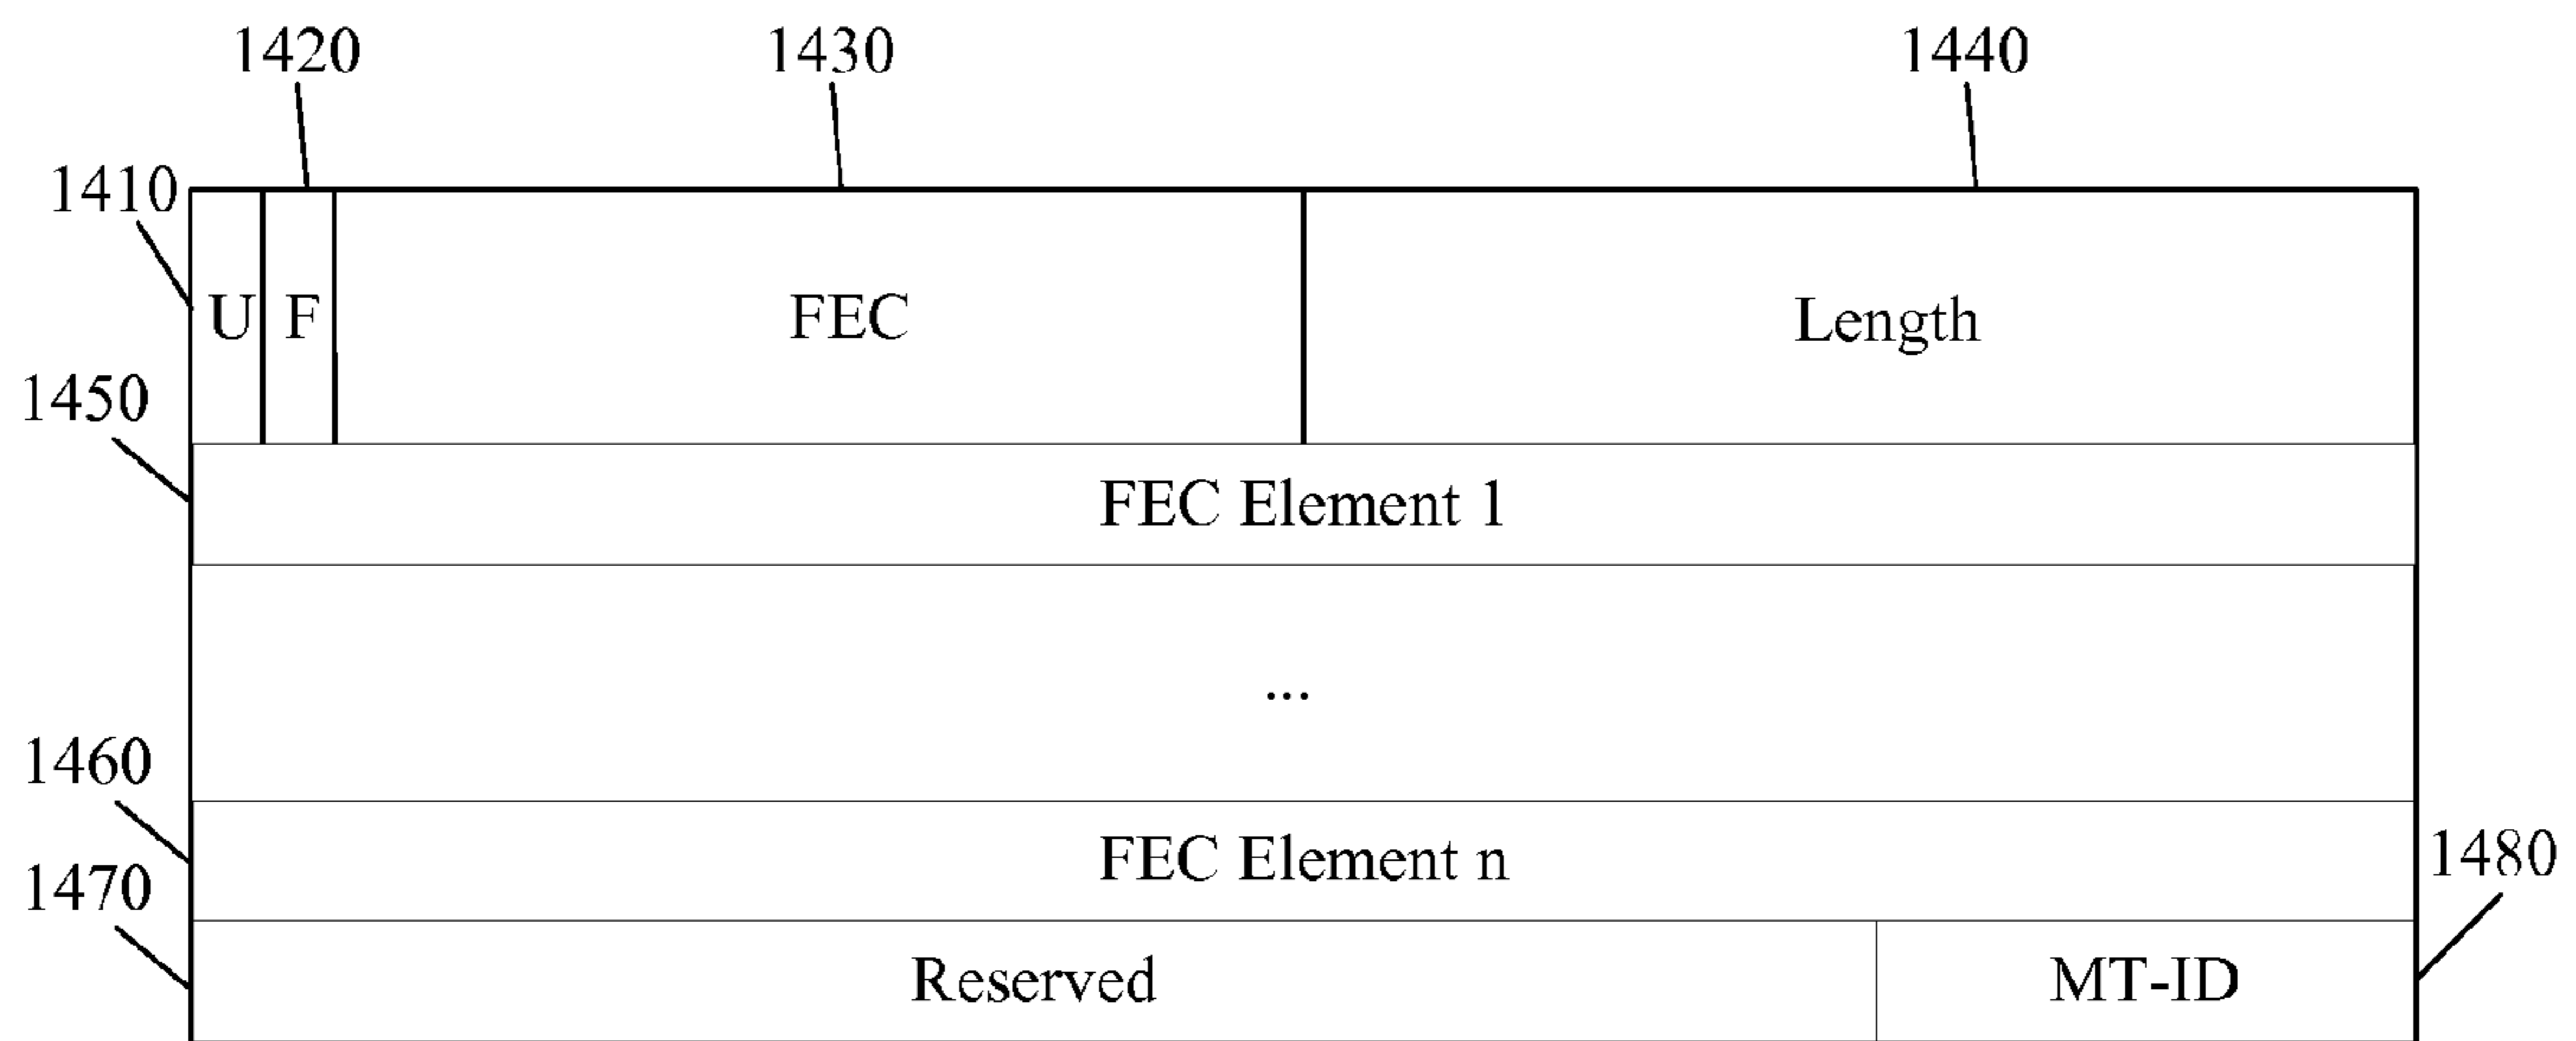 1420 1430 1440
1410
U F FEC Length
1450
FEC Element 1
...
1460
FEC Element n
1480
1470
Reserved MT-ID